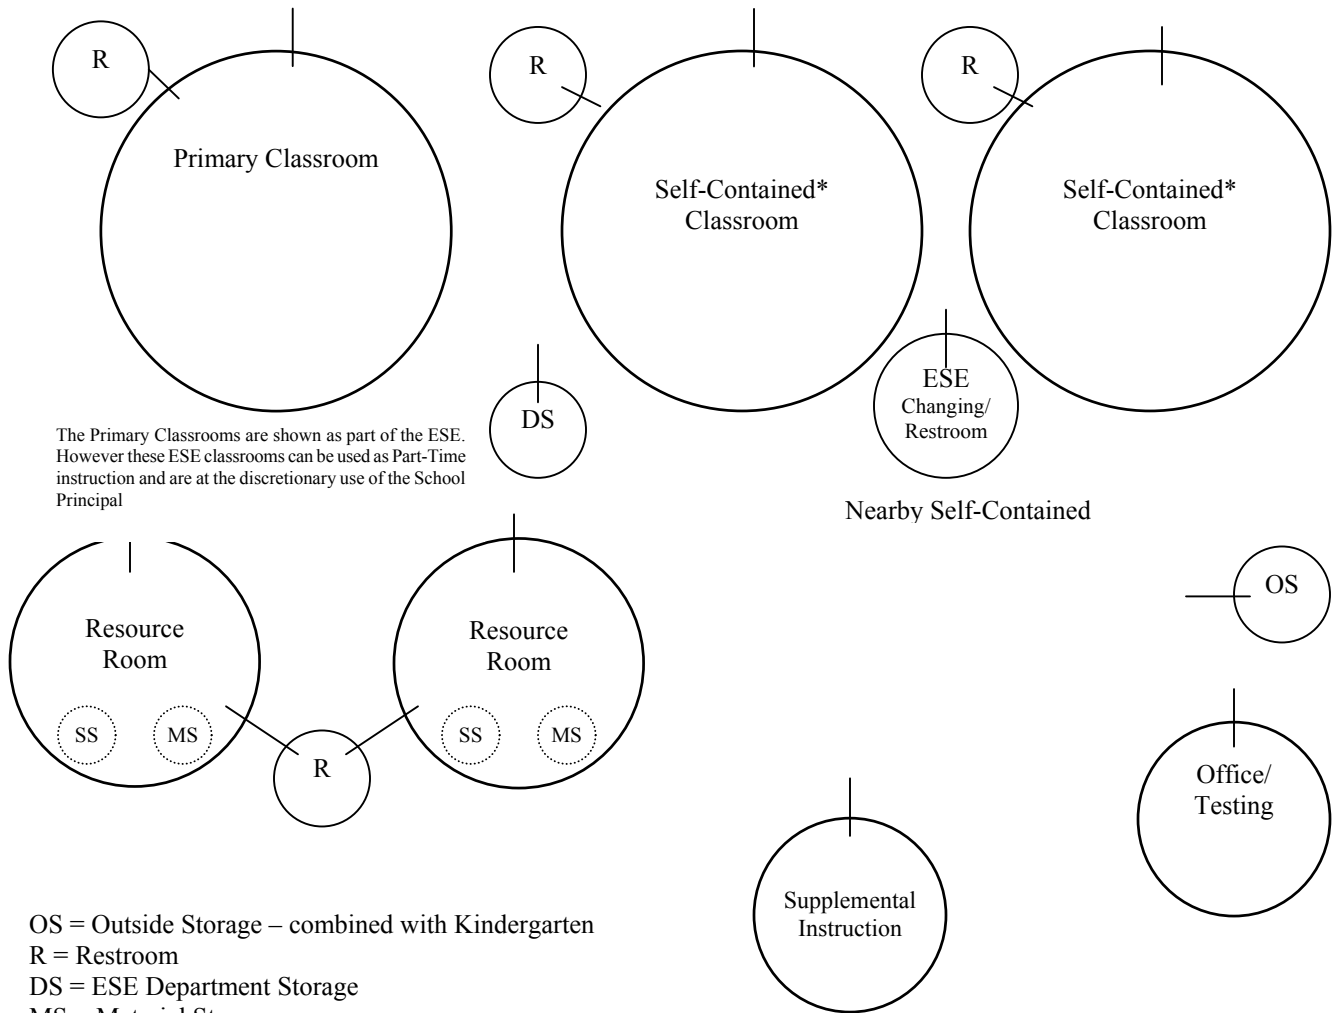 R
Primary Classroom
R
Self-Contained*
Classroom
R
Self-Contained*
Classroom
DS
ESE
Changing/
Restroom
The Primary Classrooms are shown as part of the ESE.
However these ESE classrooms can be used as Part-Time
instruction and are at the discretionary use of the School
Principal
Nearby Self-Contained
Resource
Room
SS
MS
R
Resource
Room
SS
MS
OS
Office/
Testing
Supplemental
Instruction
OS = Outside Storage – combined with Kindergarten
R = Restroom
DS = ESE Department Storage